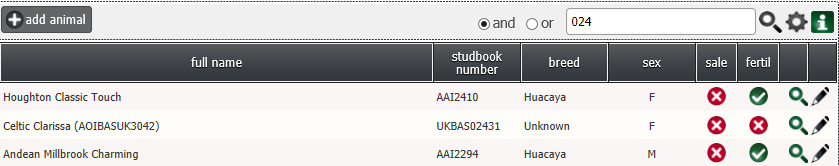 add animal
and or 024
full name studbook number breed sex sale fertil
Houghton Classic Touch AAI2410 Huacaya F
Celtic Clarissa (AOIBASUK3042) UKBAS02431 Unknown F
Andean Millbrook Charming AAI2294 Huacaya M